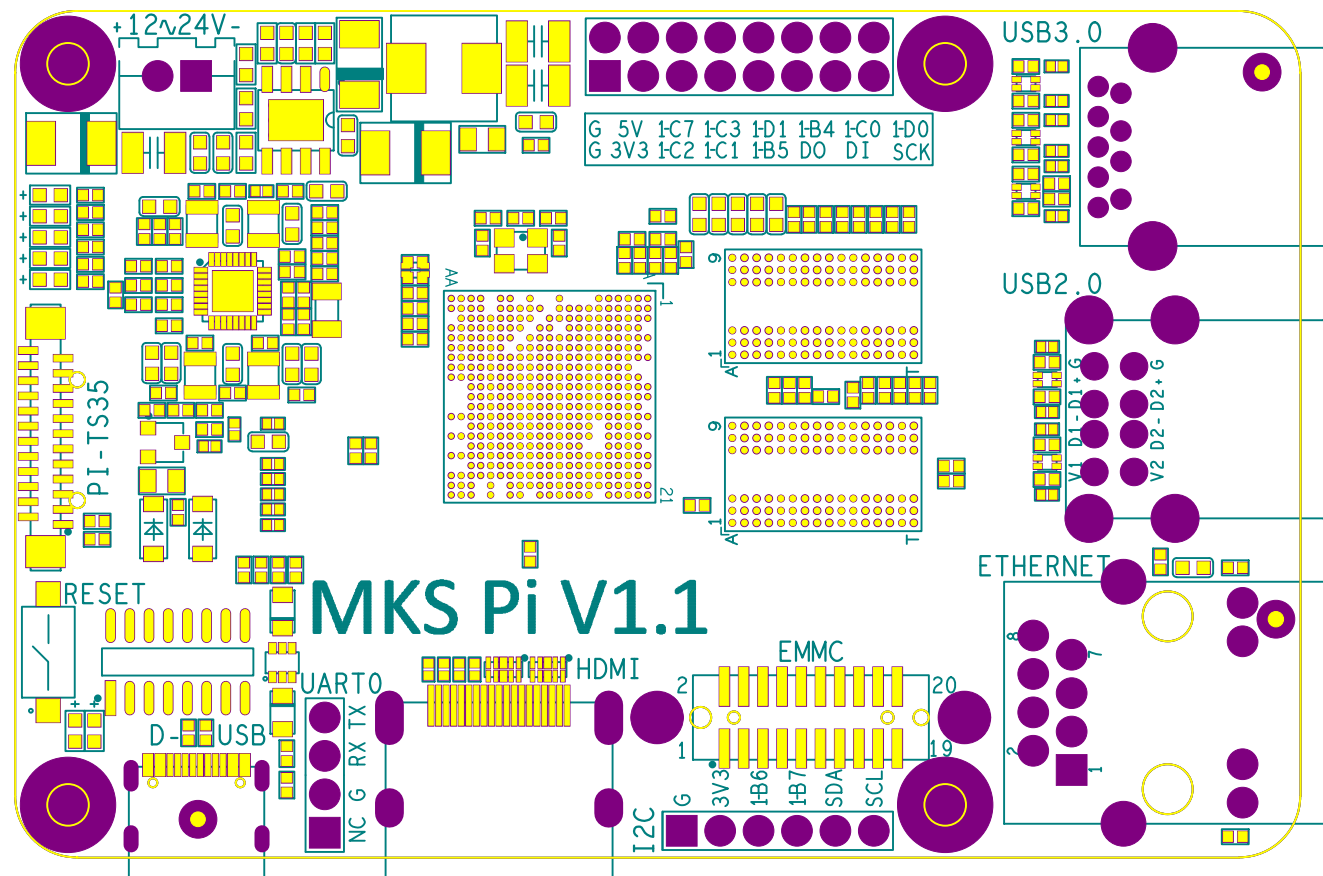 +12~24V-
USB3.0
G 5V 1-C7 1-C3 1-D1 1-B4 1-C0 1-D0
G 3V3 1-C2 1-C1 1-B5 DO DI SCK
+
+
+
+
+
AA
A
1
21
9
1
A
T
9
1
A
T
USB2.0
V1 D1- D1+ G
V2 D2- D2+ G
PI-TS35
ETHERNET
8
7
2
1
RESET
MKS Pi V1.1
+ +
D- USB
UART0
TX
RX
G
NC
HDMI
EMMC
2
20
1
19
I2C
G
3V3
1-B6
1-B7
SDA
SCL